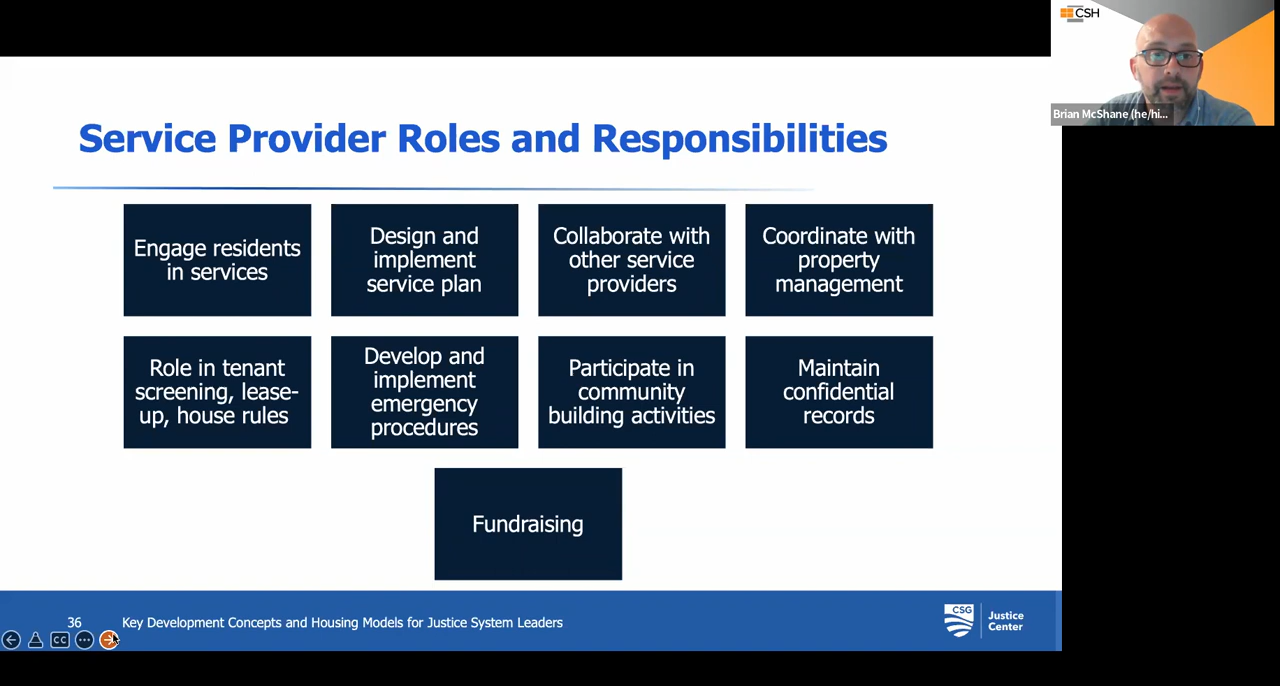 CSH
Brian McShane (he/hi...
Service Provider Roles and Responsibilities
Engage residents
in services
Design and
implement
service plan
Collaborate with
other service
providers
Coordinate with
property
management
Role in tenant
screening, lease-
up, house rules
Develop and
implement
emergency
procedures
Participate in
community
building activities
Maintain
confidential
records
Fundraising
36
Key Development Concepts and Housing Models for Justice System Leaders
CSG
Justice
Center
CC